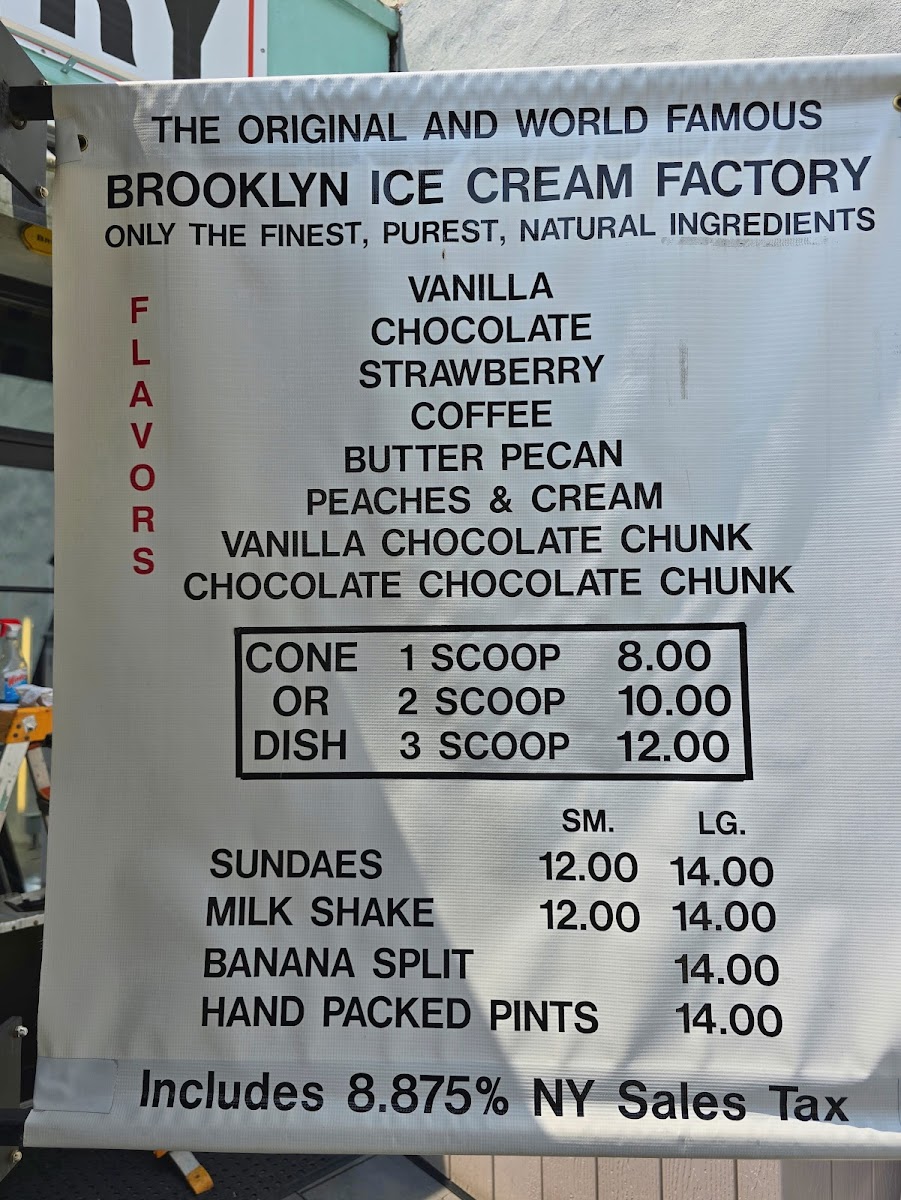 RY
THE ORIGINAL AND WORLD FAMOUS
BROOKLYN ICE CREAM FACTORY
ONLY THE FINEST, PUREST, NATURAL INGREDIENTS
FLAVORS
VANILLA
CHOCOLATE
STRAWBERRY
COFFEE
BUTTER PECAN
PEACHES & CREAM
VANILLA CHOCOLATE CHUNK
CHOCOLATE CHOCOLATE CHUNK
CONE 1 SCOOP 8.00
OR 2 SCOOP 10.00
DISH 3 SCOOP 12.00
SM. LG.
SUNDAES 12.00 14.00
MILK SHAKE 12.00 14.00
BANANA SPLIT 14.00
HAND PACKED PINTS 14.00
Includes 8.875% NY Sales Tax